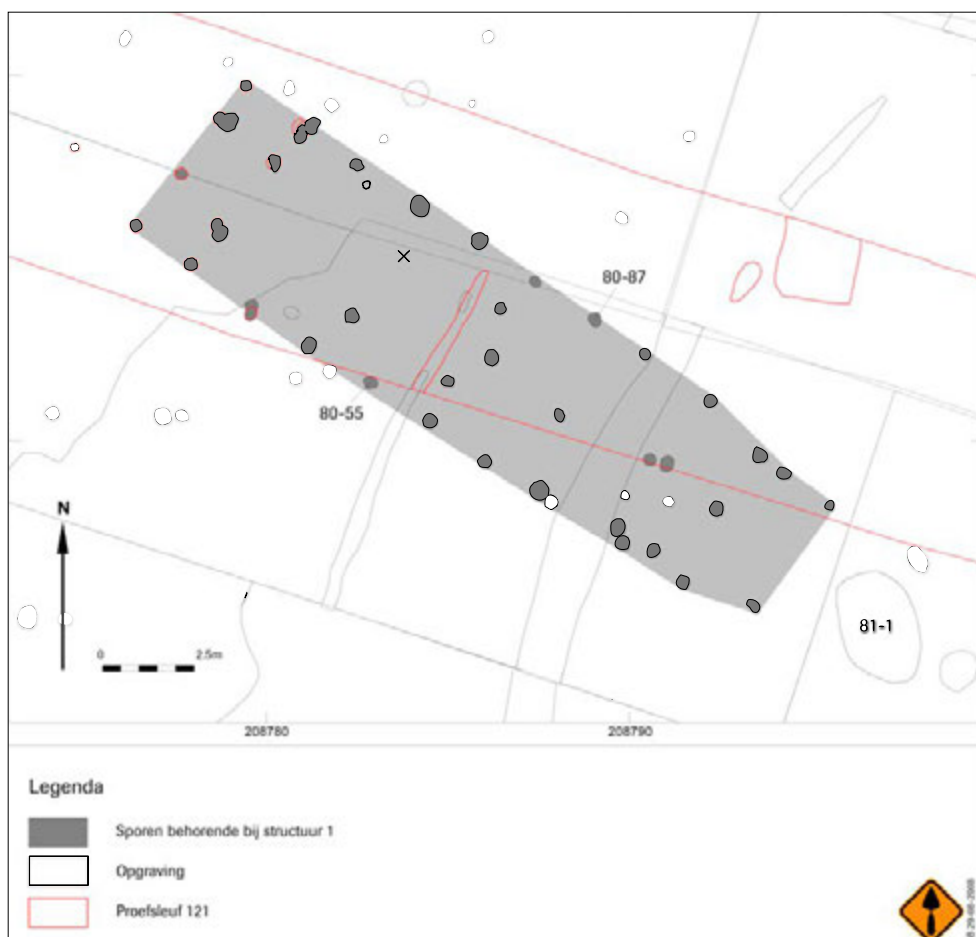 80-87
80-55
N
0 2.5m
81-1
208780 208790
Legenda
Sporen behorende bij structuur 1
Opgraving
Proefsleuf 121